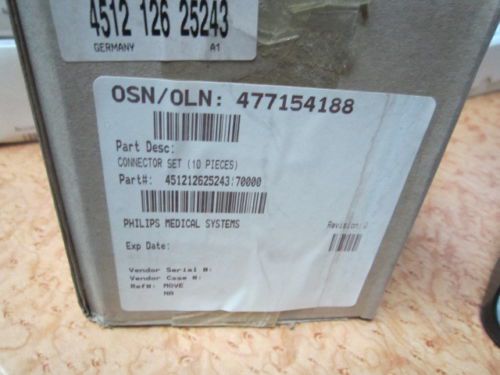 4512 126 25243
GERMANY A1
OSN/OLN: 477154188
Part Desc:
CONNECTOR SET (10 PIECES)
Part#: 451212625243:70000
PHILIPS MEDICAL SYSTEMS
Revision:
Exp Date:
Vendor Serial #:
Vendor Case #:
Ref#: MOVE
NA